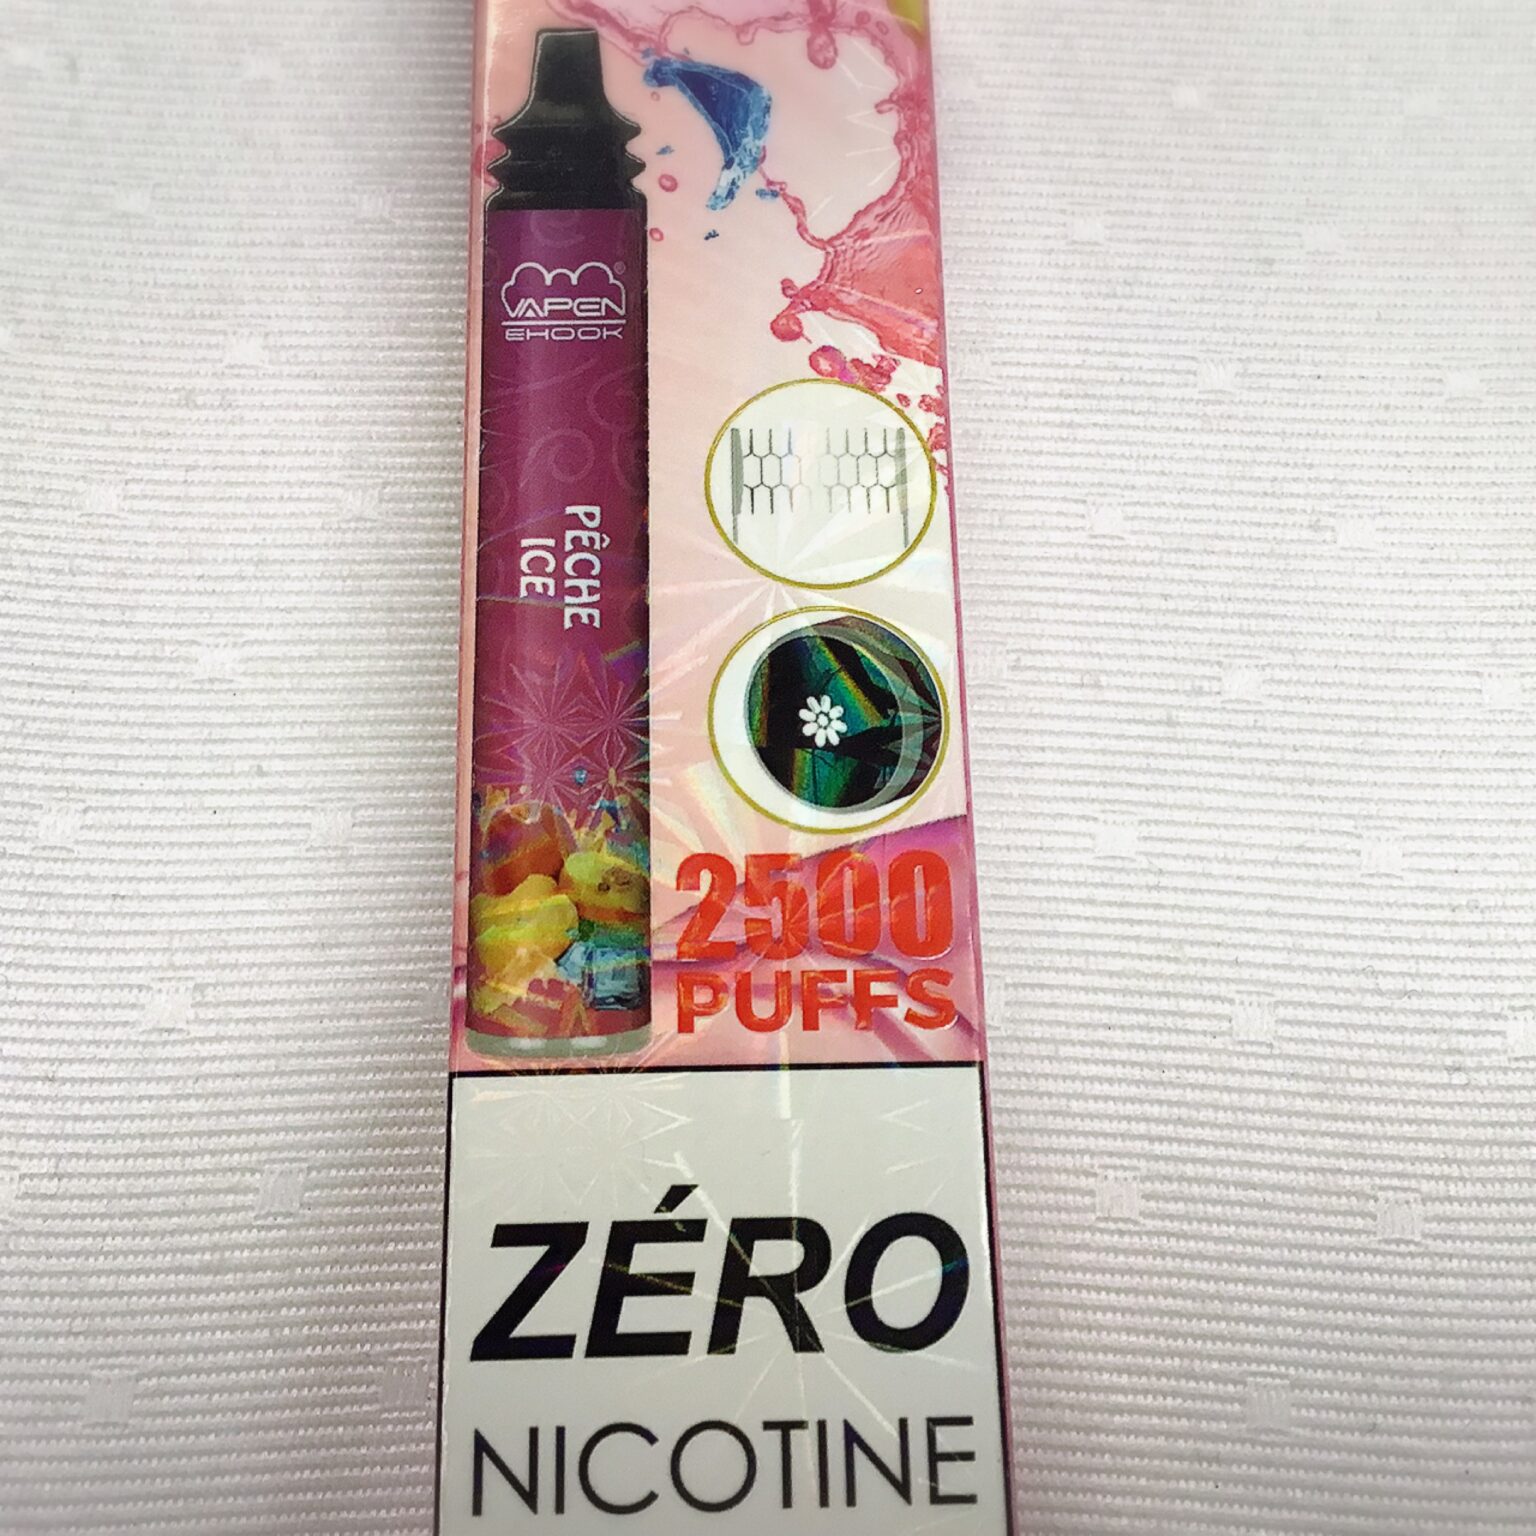 VAPEN®
EHOOK
PÊCHE
ICE
2500
PUFFS
ZÉRO
NICOTINE